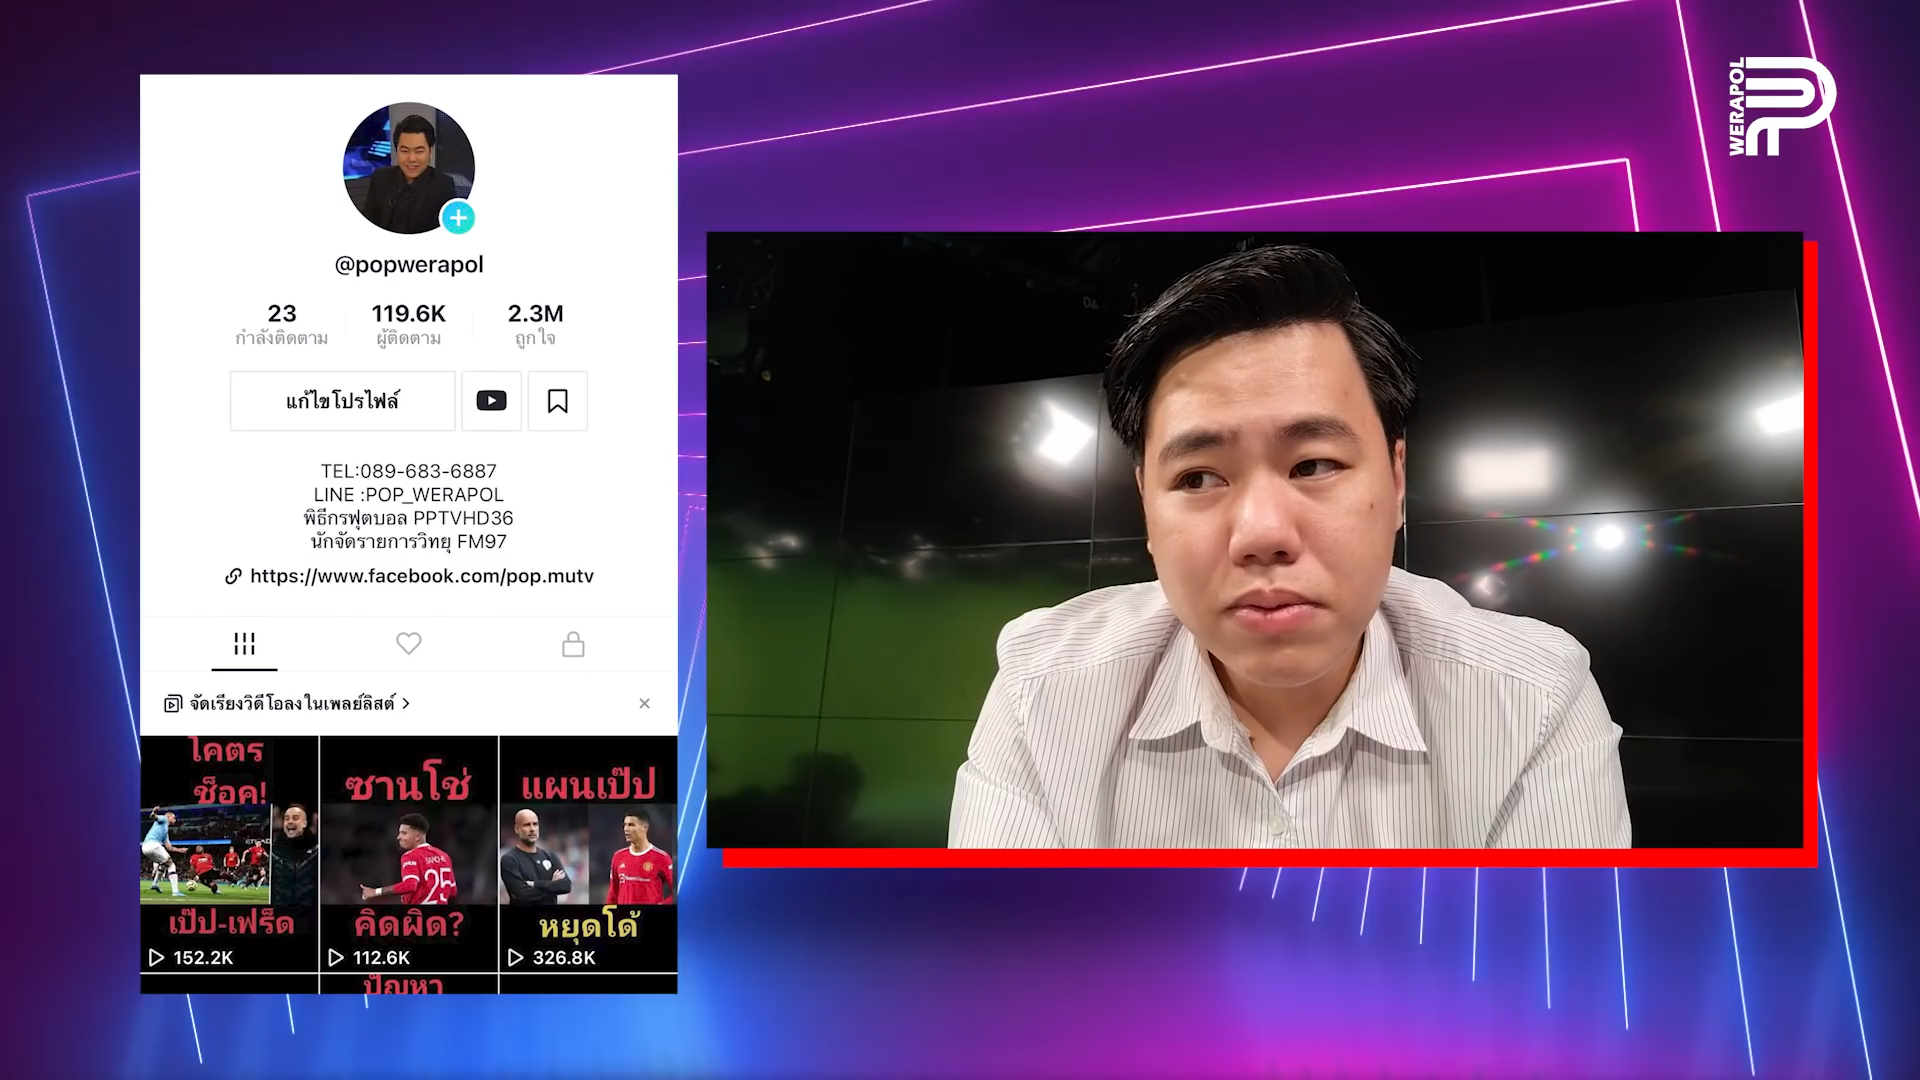 @popwerapol
23 119.6K 2.3M
กำลังติดตาม ผู้ติดตาม ถูกใจ
แก้ไขโปรไฟล์
TEL:089-683-6887
LINE :POP_WERAPOL
พิธีกรฟุตบอล PPTVHD36
นักจัดรายการวิทยุ FM97
https://www.facebook.com/pop.mutv
จัดเรียงวิดีโอลงในเพลย์ลิสต์ >
โคตร
ช็อค!
เป๊ป-เฟร็ด
152.2K
ซานโช่
SANCHO
25
คิดผิด?
112.6K
แผนเป๊ป
หยุดโด้
326.8K
ปัญหา
WERAPOL
P